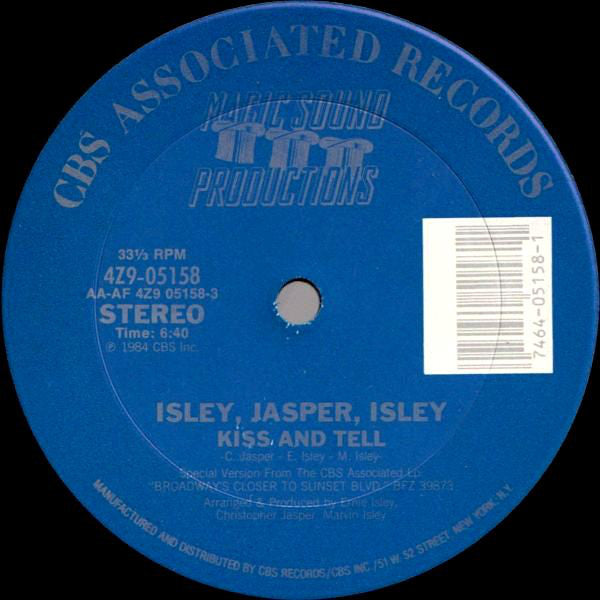 CBS ASSOCIATED RECORDS
MAGIC SOUND
PRODUCTIONS
33⅓ RPM
4Z9-05158
AA-AF 4Z9 05158-3
STEREO
Time: 6:40
℗ 1984 CBS Inc.
7464-05158-1
ISLEY, JASPER, ISLEY
KISS AND TELL
-C. Jasper - E. Isley - M. Isley-
Special Version From The CBS Associated Lp
"BROADWAY'S CLOSER TO SUNSET BLVD." BFZ 39873
Arranged & Produced by Ernie Isley,
Christopher Jasper, Marvin Isley
MANUFACTURED AND DISTRIBUTED BY CBS RECORDS/CBS INC./51 W. 52 STREET, NEW YORK, N.Y.